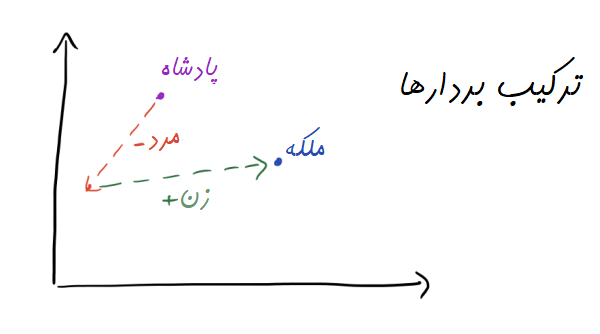 ترکیب بردارها
پادشاه
- مرد
ملکه
+ زن